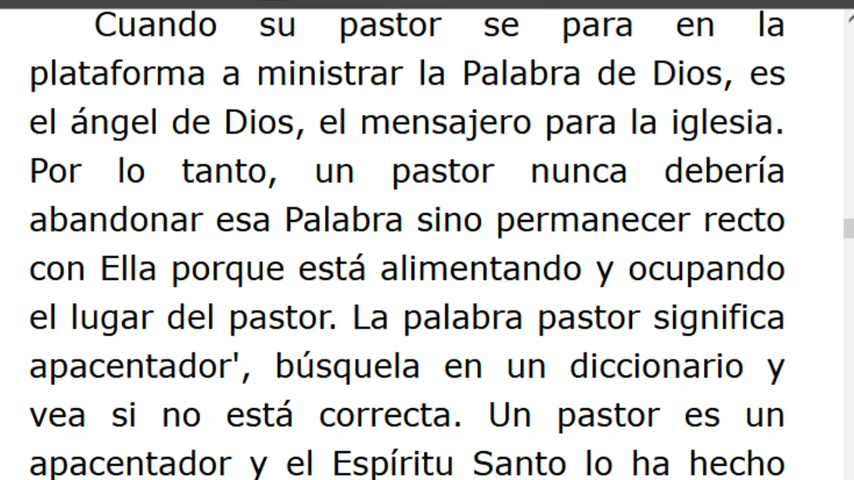 Cuando su pastor se para en la
plataforma a ministrar la Palabra de Dios, es
el ángel de Dios, el mensajero para la iglesia.
Por lo tanto, un pastor nunca debería
abandonar esa Palabra sino permanecer recto
con Ella porque está alimentando y ocupando
el lugar del pastor. La palabra pastor significa
apacentador', búsquela en un diccionario y
vea si no está correcta. Un pastor es un
apacentador y el Espíritu Santo lo ha hecho